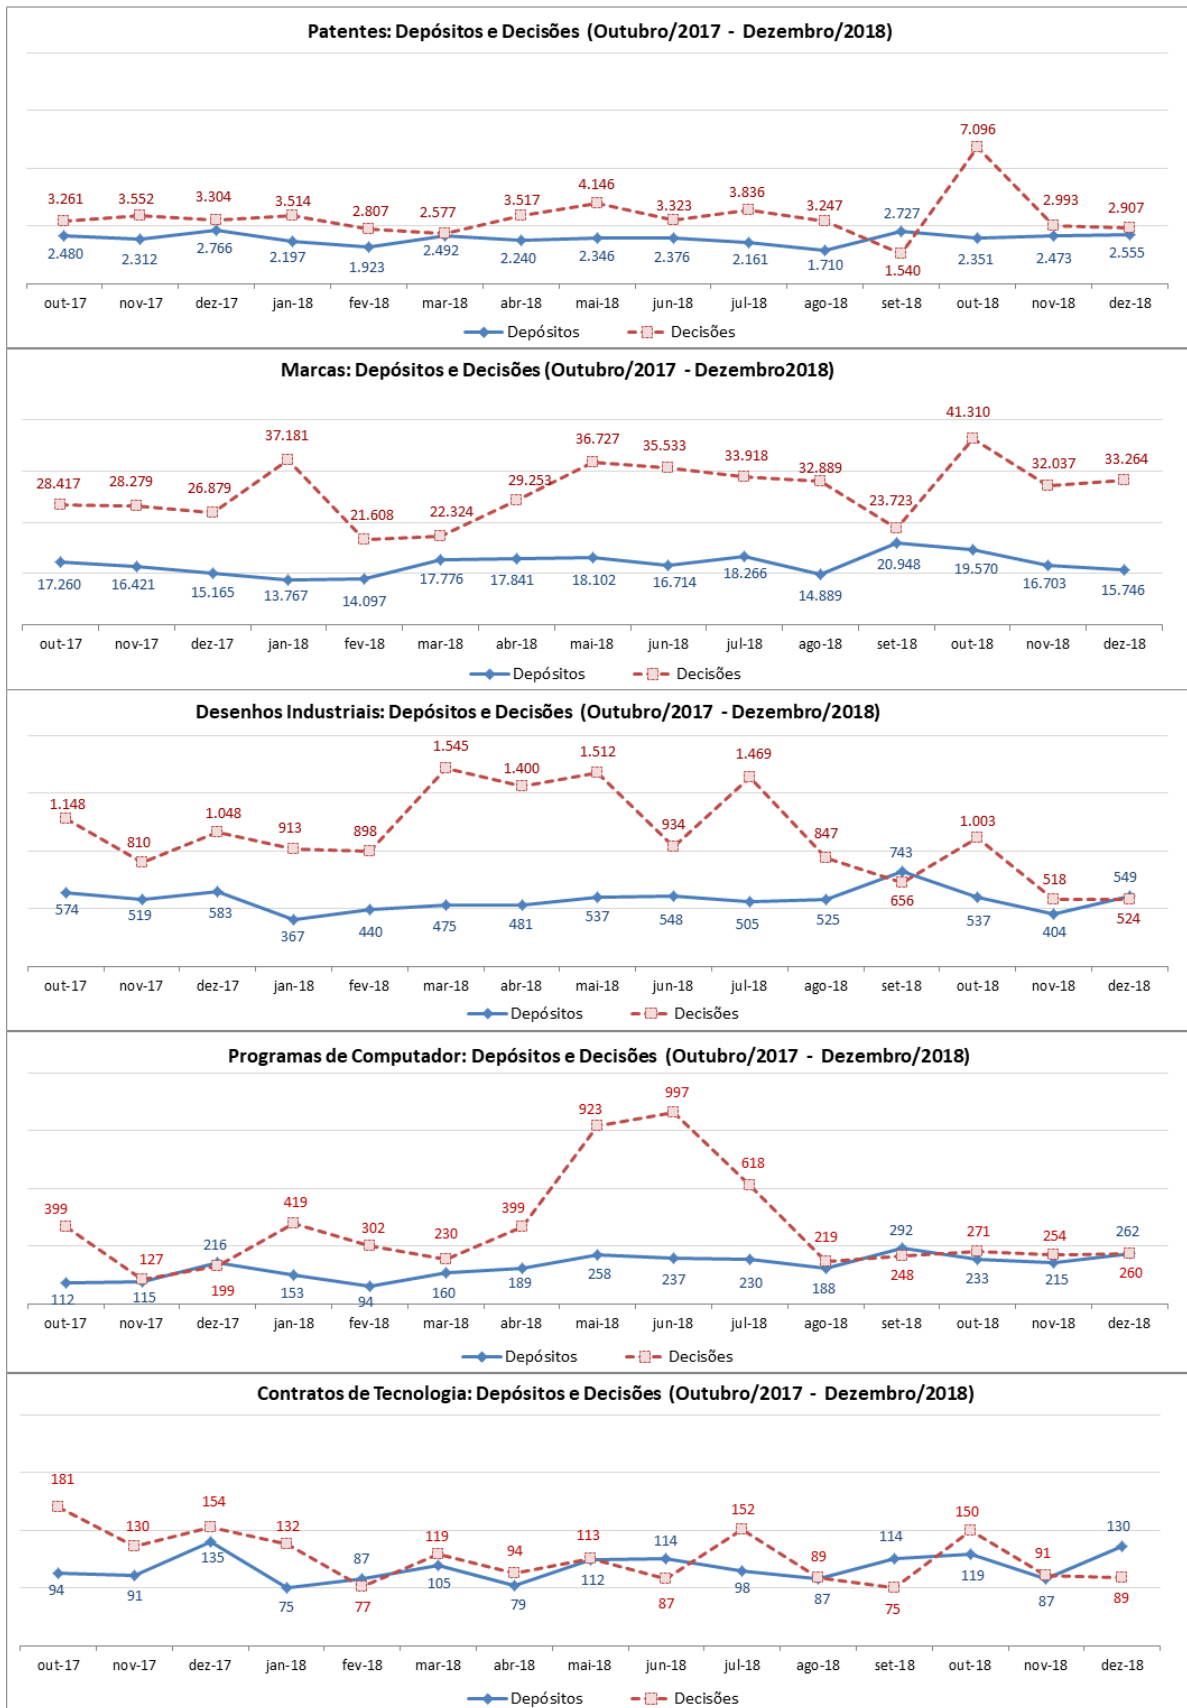 Patentes: Depósitos e Decisões (Outubro/2017 - Dezembro/2018)
7.096
3.261 3.552 3.304 3.514 2.807 2.577 3.517 4.146 3.323 3.836 3.247 2.727 2.993 2.907
2.480 2.312 2.766 2.197 1.923 2.492 2.240 2.346 2.376 2.161 1.710 1.540 2.351 2.473 2.555
out-17 nov-17 dez-17 jan-18 fev-18 mar-18 abr-18 mai-18 jun-18 jul-18 ago-18 set-18 out-18 nov-18 dez-18
Depósitos Decisões
Marcas: Depósitos e Decisões (Outubro/2017 - Dezembro2018)
28.417 28.279 26.879 37.181 21.608 22.324 29.253 36.727 35.533 33.918 32.889 23.723 41.310 32.037 33.264
17.260 16.421 15.165 13.767 14.097 17.776 17.841 18.102 16.714 18.266 14.889 20.948 19.570 16.703 15.746
out-17 nov-17 dez-17 jan-18 fev-18 mar-18 abr-18 mai-18 jun-18 jul-18 ago-18 set-18 out-18 nov-18 dez-18
Depósitos Decisões
Desenhos Industriais: Depósitos e Decisões (Outubro/2017 - Dezembro/2018)
1.148 810 1.048 913 898 1.545 1.400 1.512 934 1.469 847 743 1.003 518 549
574 519 583 367 440 475 481 537 548 505 525 656 537 404 524
out-17 nov-17 dez-17 jan-18 fev-18 mar-18 abr-18 mai-18 jun-18 jul-18 ago-18 set-18 out-18 nov-18 dez-18
Depósitos Decisões
Programas de Computador: Depósitos e Decisões (Outubro/2017 - Dezembro/2018)
399 127 216 419 302 230 399 923 997 618 219 292 271 254 262
112 115 199 153 94 160 189 258 237 230 188 248 233 215 260
out-17 nov-17 dez-17 jan-18 fev-18 mar-18 abr-18 mai-18 jun-18 jul-18 ago-18 set-18 out-18 nov-18 dez-18
Depósitos Decisões
Contratos de Tecnologia: Depósitos e Decisões (Outubro/2017 - Dezembro/2018)
181 130 154 132 87 119 94 113 114 152 89 114 150 91 130
94 91 135 75 77 105 79 112 87 98 87 75 119 87 89
out-17 nov-17 dez-17 jan-18 fev-18 mar-18 abr-18 mai-18 jun-18 jul-18 ago-18 set-18 out-18 nov-18 dez-18
Depósitos Decisões